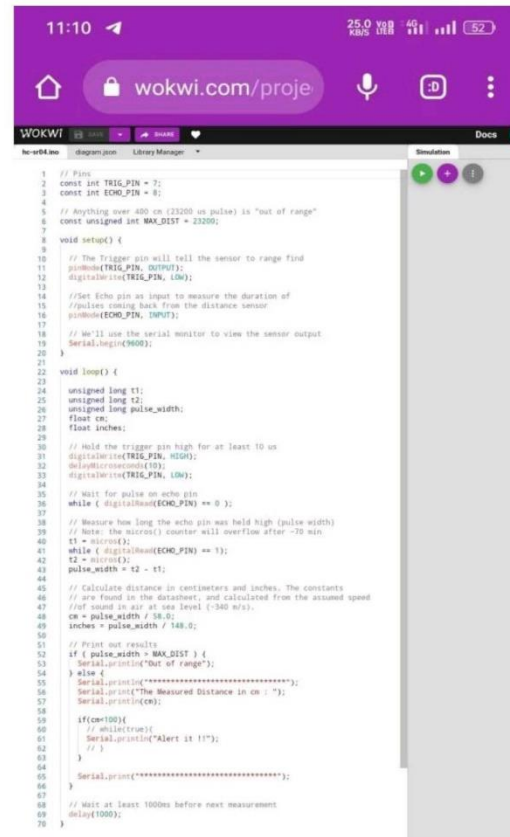 11:10
25.0 KB/S 4G 52
wokwi.com/proje
:D
WOKWI SAVE SHARE Docs
hc-sr04.ino diagram.json Library Manager Simulation
1 // Pins
2 const int TRIG_PIN = 7;
3 const int ECHO_PIN = 8;
4
5 // Anything over 400 cm (23200 us pulse) is "out of range"
6 const unsigned int MAX_DIST = 23200;
7
8 void setup() {
9
10 // The Trigger pin will tell the sensor to range find
11 pinMode(TRIG_PIN, OUTPUT);
12 digitalWrite(TRIG_PIN, LOW);
13
14 //Set Echo pin as input to measure the duration of
15 //pulses coming back from the distance sensor
16 pinMode(ECHO_PIN, INPUT);
17
18 // We'll use the serial monitor to view the sensor output
19 Serial.begin(9600);
20 }
21
22 void loop() {
23
24 unsigned long t1;
25 unsigned long t2;
26 unsigned long pulse_width;
27 float cm;
28 float inches;
29
30 // Hold the trigger pin high for at least 10 us
31 digitalWrite(TRIG_PIN, HIGH);
32 delayMicroseconds(10);
33 digitalWrite(TRIG_PIN, LOW);
34
35 // Wait for pulse on echo pin
36 while ( digitalRead(ECHO_PIN) == 0 );
37
38 // Measure how long the echo pin was held high (pulse width)
39 // Note: the micros() counter will overflow after ~70 min
40 t1 = micros();
41 while ( digitalRead(ECHO_PIN) == 1);
42 t2 = micros();
43 pulse_width = t2 - t1;
44
45 // Calculate distance in centimeters and inches. The constants
46 // are found in the datasheet, and calculated from the assumed speed
47 //of sound in air at sea level (~340 m/s).
48 cm = pulse_width / 58.0;
49 inches = pulse_width / 148.0;
50
51 // Print out results
52 if ( pulse_width > MAX_DIST ) {
53 Serial.println("Out of range");
54 } else {
55 Serial.println("******************************");
56 Serial.print("The Measured Distance in cm : ");
57 Serial.println(cm);
58
59 if(cm<100){
60 // while(true){
61 Serial.println("Alert it !!");
62 // }
63 }
64
65 Serial.print("******************************");
66 }
67
68 // Wait at least 1000ms before next measurement
69 delay(1000);
70 }